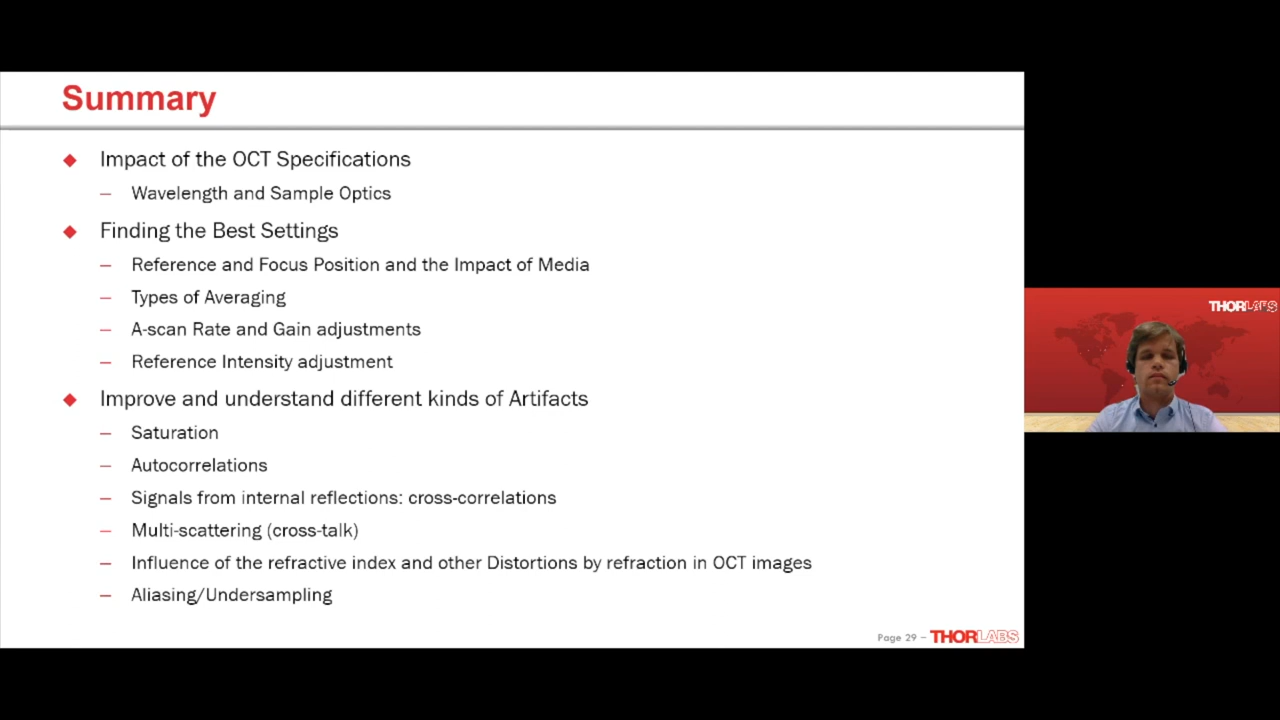 Summary
Impact of the OCT Specifications
– Wavelength and Sample Optics
Finding the Best Settings
– Reference and Focus Position and the Impact of Media
– Types of Averaging
– A-scan Rate and Gain adjustments
– Reference Intensity adjustment
Improve and understand different kinds of Artifacts
– Saturation
– Autocorrelations
– Signals from internal reflections: cross-correlations
– Multi-scattering (cross-talk)
– Influence of the refractive index and other Distortions by refraction in OCT images
– Aliasing/Undersampling
Page 29 – THORLABS
THORLABS